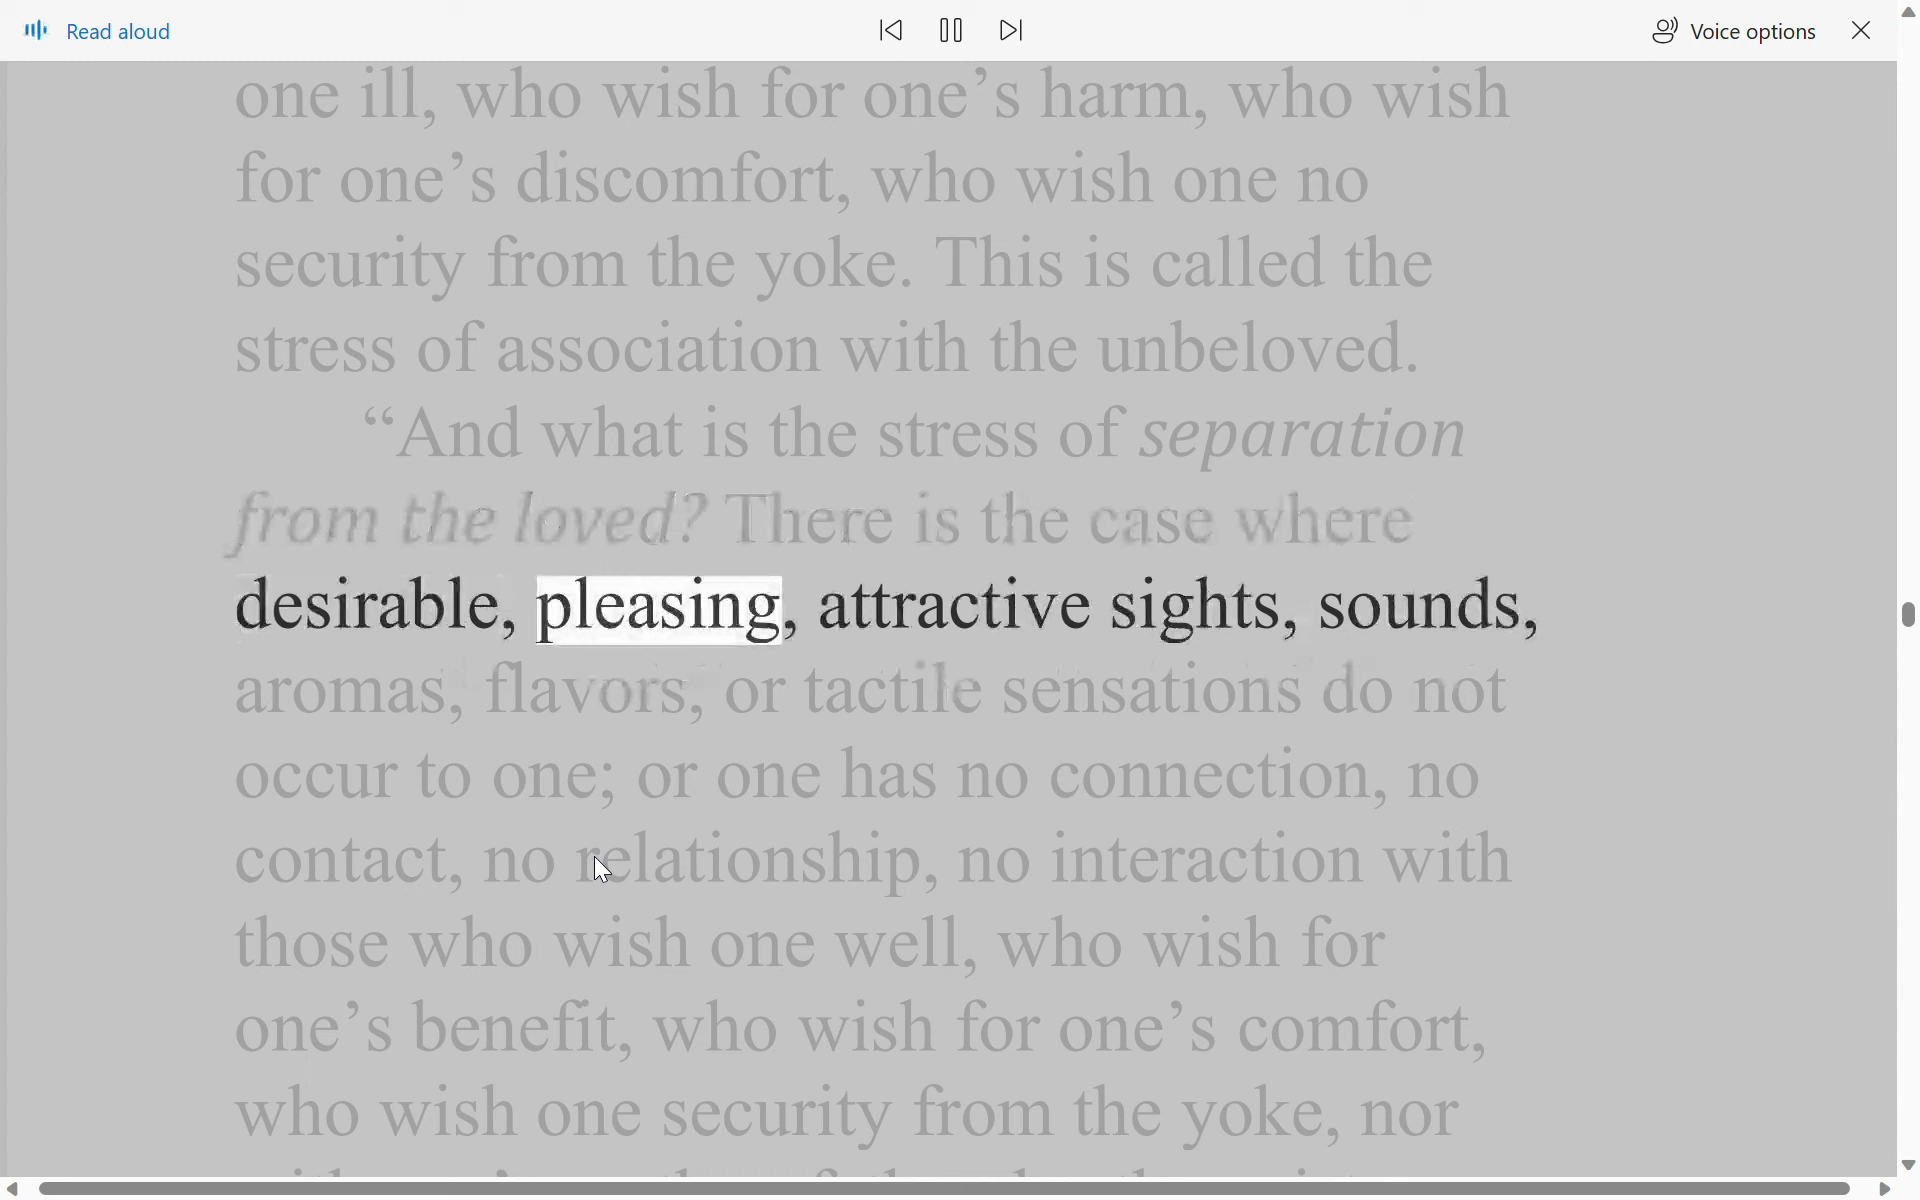 Read aloud
Voice options
one ill, who wish for one’s harm, who wish
for one’s discomfort, who wish one no
security from the yoke. This is called the
stress of association with the unbeloved.
“And what is the stress of separation
from the loved? There is the case where
desirable, pleasing, attractive sights, sounds,
aromas, flavors, or tactile sensations do not
occur to one; or one has no connection, no
contact, no relationship, no interaction with
those who wish one well, who wish for
one’s benefit, who wish for one’s comfort,
who wish one security from the yoke, nor